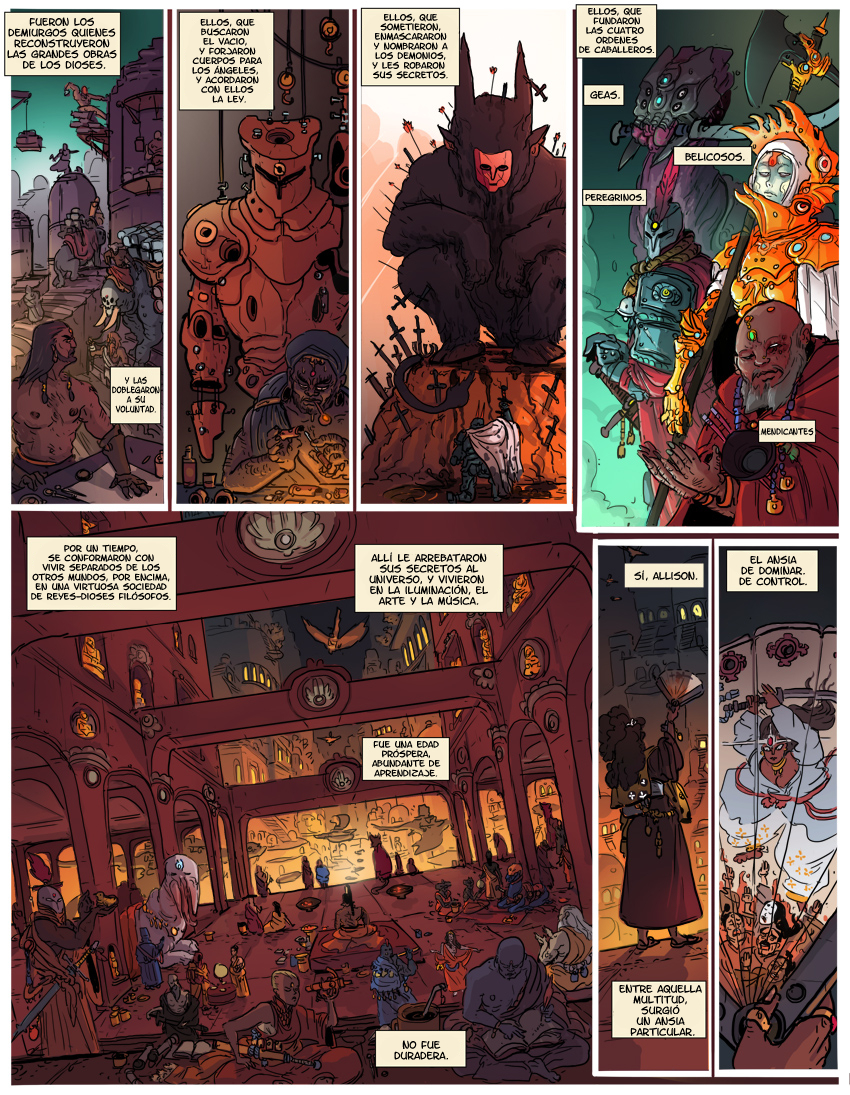 FUERON LOS
DEMIURGOS QUIENES
RECONSTRUYERON
LAS GRANDES OBRAS
DE LOS DIOSES.
Y LAS
DOBLEGARON
A SU
VOLUNTAD.
ELLOS, QUE
BUSCARON
EL VACIO,
Y FORJARON
CUERPOS PARA
LOS ÁNGELES,
Y ACORDARON
CON ELLOS
LA LEY.
ELLOS, QUE
SOMETIERON,
ENMASCARARON
Y NOMBRARON A
LOS DEMONIOS,
Y LES ROBARON
SUS SECRETOS.
ELLOS, QUE
FUNDARON
LAS CUATRO
ORDENES
DE CABALLEROS.
GEAS.
BELICOSOS.
PEREGRINOS.
MENDICANTES
POR UN TIEMPO,
SE CONFORMARON CON
VIVIR SEPARADOS DE LOS
OTROS MUNDOS, POR ENCIMA,
EN UNA VIRTUOSA SOCIEDAD
DE REYES-DIOSES FILÓSOFOS.
ALLÍ LE ARREBATARON
SUS SECRETOS AL
UNIVERSO, Y VIVIERON
EN LA ILUMINACIÓN, EL
ARTE Y LA MÚSICA.
FUE UNA EDAD
PRÓSPERA,
ABUNDANTE DE
APRENDIZAJE.
NO FUE
DURADERA.
SÍ, ALLISON.
ENTRE AQUELLA
MULTITUD,
SURGIÓ
UN ANSIA
PARTICULAR.
EL ANSIA
DE DOMINAR.
DE CONTROL.